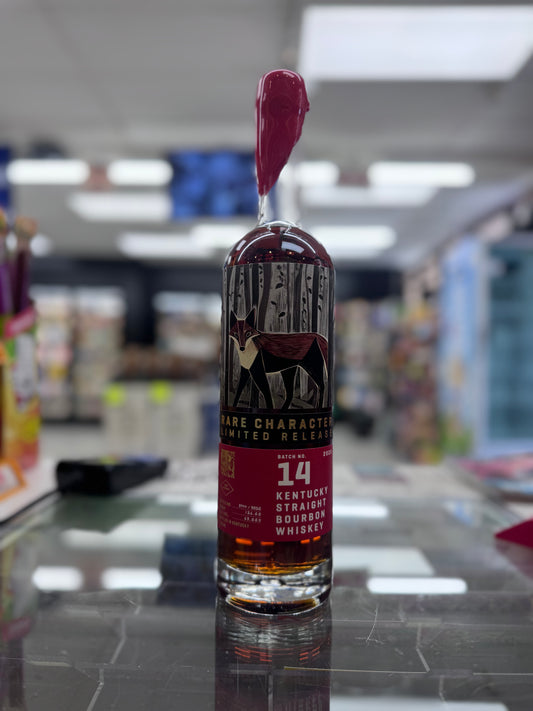 RARE CHARACTER
LIMITED RELEASE
BATCH NO.
14
KENTUCKY
STRAIGHT
BOURBON
WHISKEY